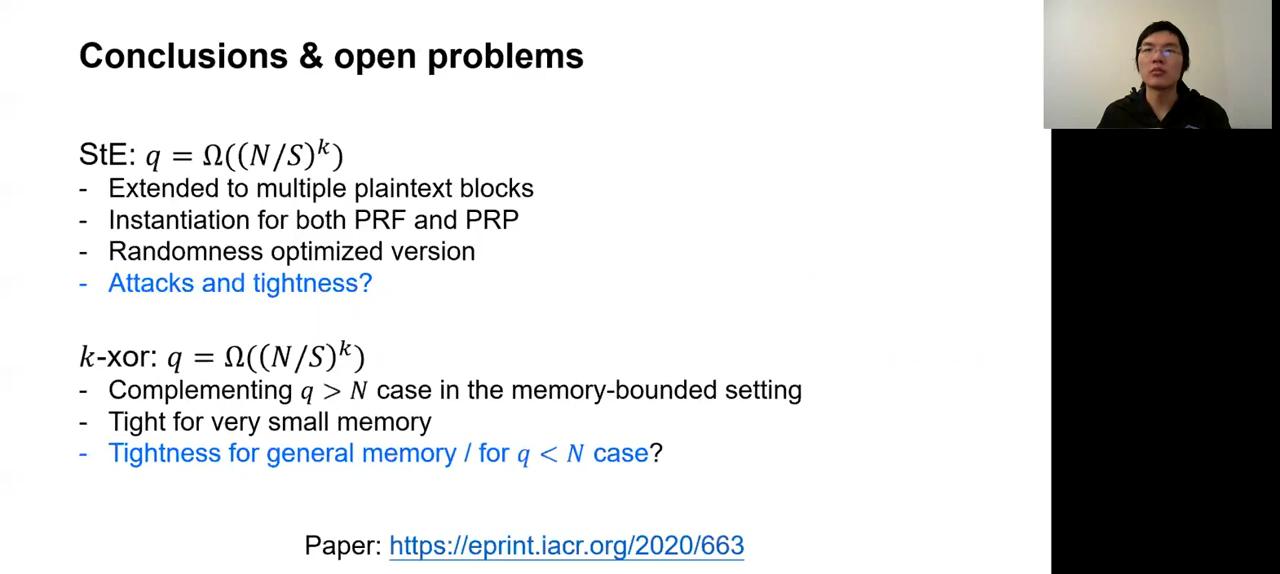 Conclusions & open problems
StE: q = Ω((N/S)^k)
- Extended to multiple plaintext blocks
- Instantiation for both PRF and PRP
- Randomness optimized version
- Attacks and tightness?
k-xor: q = Ω((N/S)^k)
- Complementing q > N case in the memory-bounded setting
- Tight for very small memory
- Tightness for general memory / for q < N case?
Paper: https://eprint.iacr.org/2020/663